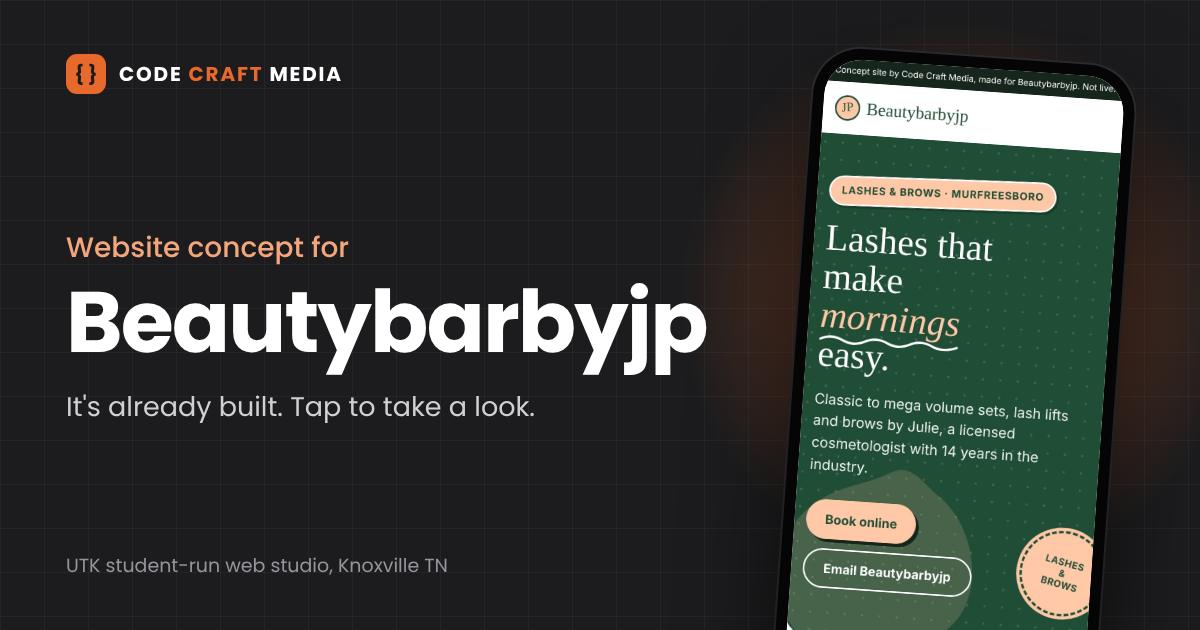 { } CODE CRAFT MEDIA
Website concept for
Beautybarbyjp
It's already built. Tap to take a look.
UTK student-run web studio, Knoxville TN
Concept site by Code Craft Media, made for Beautybarbyjp. Not live.
JP Beautybarbyjp
LASHES & BROWS · MURFREESBORO
Lashes that
make
mornings
easy.
Classic to mega volume sets, lash lifts
and brows by Julie, a licensed
cosmetologist with 14 years in the
industry.
Book online
Email Beautybarbyjp
LASHES
&
BROWS